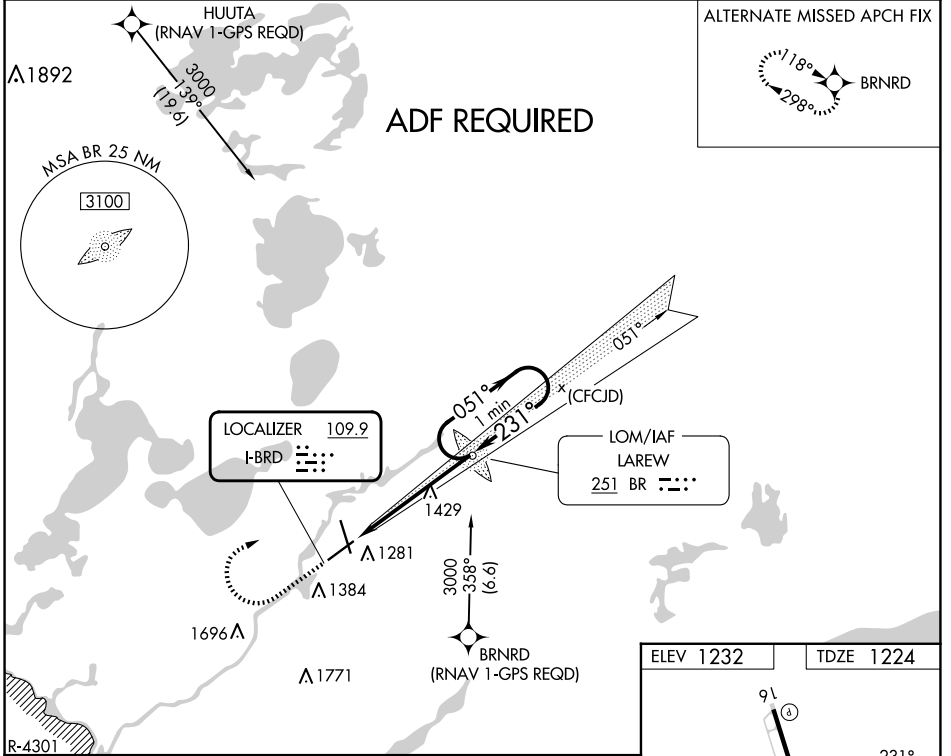 HUUTA
(RNAV 1-GPS REQD)
3000
139°
(19.6)
1892
ADF REQUIRED
ALTERNATE MISSED APCH FIX
118°
298°
BRNRD
MSA BR 25 NM
3100
051°
051°
1 min
231°
(CFCJD)
x
LOCALIZER 109.9
I-BRD
LOM/IAF
LAREW
251 BR
1429
1281
1384
1696
1771
3000
358°
(6.6)
BRNRD
(RNAV 1-GPS REQD)
R-4301
ELEV 1232
TDZE 1224
16
P
231°